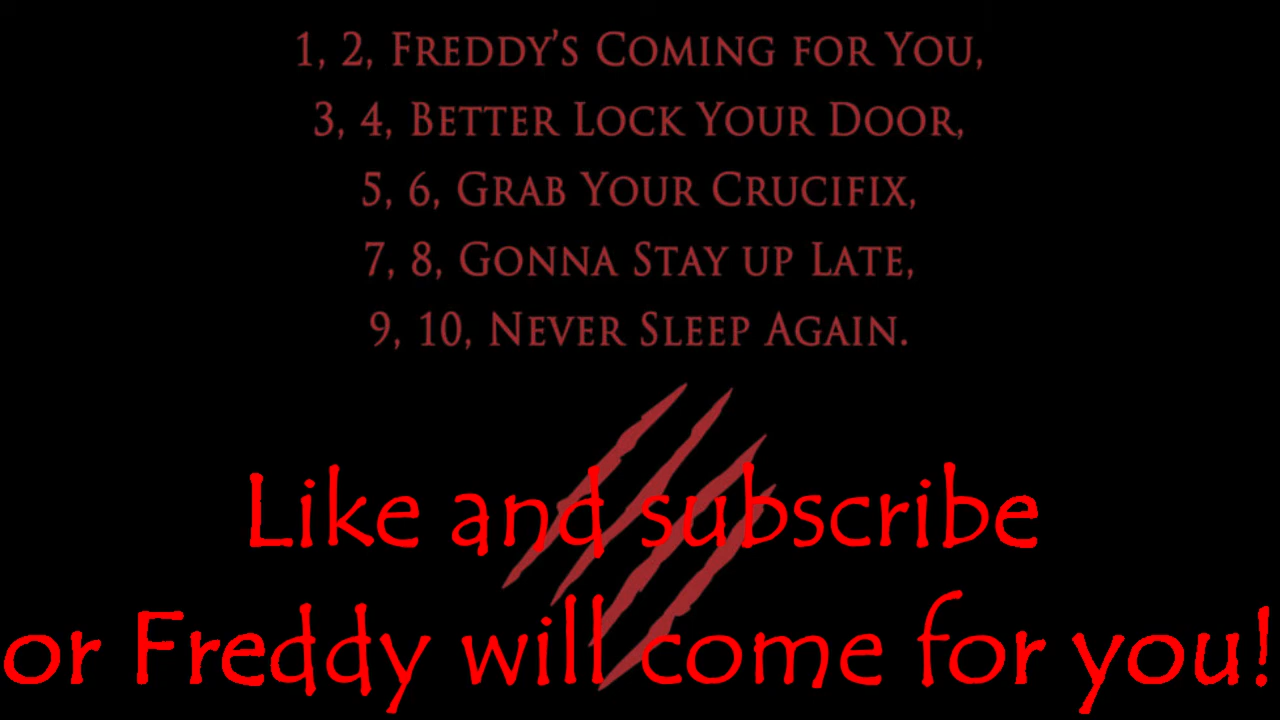 1, 2, Freddy's Coming for You,
3, 4, Better Lock Your Door,
5, 6, Grab Your Crucifix,
7, 8, Gonna Stay up Late,
9, 10, Never Sleep Again.
Like and subscribe
or Freddy will come for you!